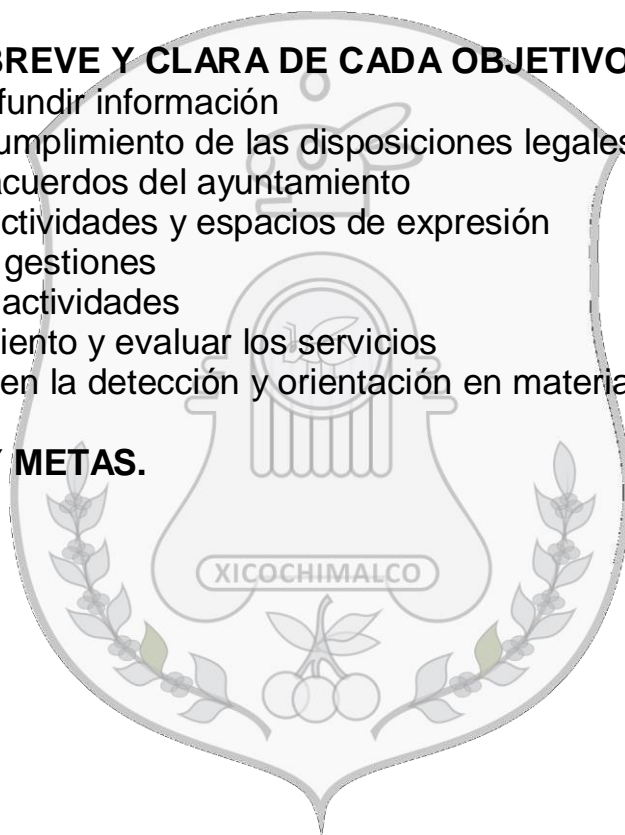 BREVE Y CLARA DE CADA OBJETIVO
fundir información
umplimiento de las disposiciones legales
acuerdos del ayuntamiento
ctividades y espacios de expresión
gestiones
actividades
iento y evaluar los servicios
en la detección y orientación en materia
Y METAS.
XICOCHIMALCO